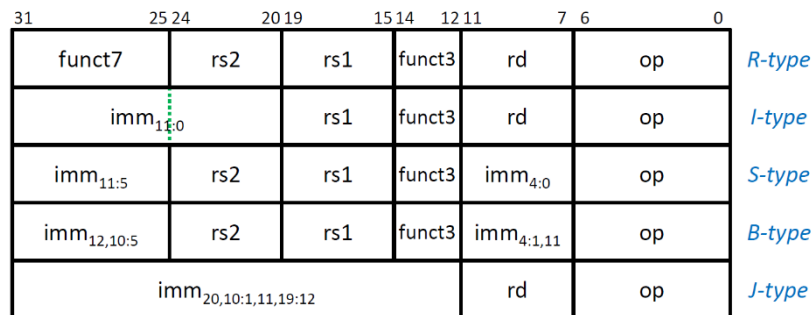 31 25 24 20 19 15 14 12 11 7 6 0
funct7 rs2 rs1 funct3 rd op R-type
imm11:0 rs1 funct3 rd op I-type
imm11:5 rs2 rs1 funct3 imm4:0 op S-type
imm12,10:5 rs2 rs1 funct3 imm4:1,11 op B-type
imm20,10:1,11,19:12 rd op J-type